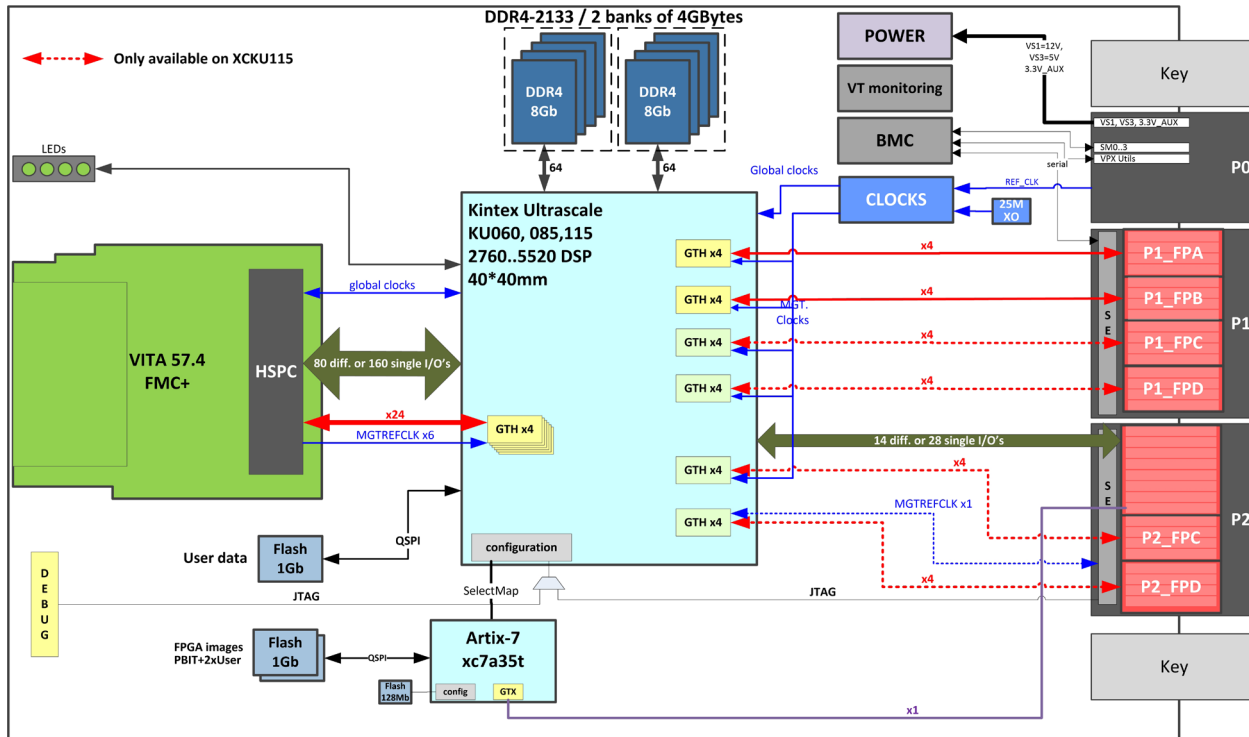 DDR4-2133 / 2 banks of 4GBytes
Only available on XCKU115
DDR4
8Gb
DDR4
8Gb
64
64
POWER
VT monitoring
BMC
CLOCKS
25M
XO
VS1=12V,
VS3=5V
3.3V_AUX
Key
VS1, VS3, 3.3V_AUX
SM0..3
VPX Utils
P0
serial
REF_CLK
Global clocks
LEDs
Kintex Ultrascale
KU060, 085,115
2760..5520 DSP
40*40mm
GTH x4
x4
P1_FPA
GTH x4
x4
P1_FPB
MGT.
Clocks
GTH x4
x4
P1_FPC
GTH x4
x4
P1_FPD
SE
P1
VITA 57.4
FMC+
HSPC
global clocks
80 diff. or 160 single I/O's
x24
GTH x4
MGTREFCLK x6
14 diff. or 28 single I/O's
GTH x4
x4
MGTREFCLK x1
GTH x4
x4
SE
P2
P2_FPC
P2_FPD
User data
Flash
1Gb
QSPI
configuration
SelectMap
JTAG
JTAG
DEBUG
FPGA images
PBIT+2xUser
Flash
1Gb
QSPI
Artix-7
xc7a35t
Flash
128Mb
config
GTX
x1
Key